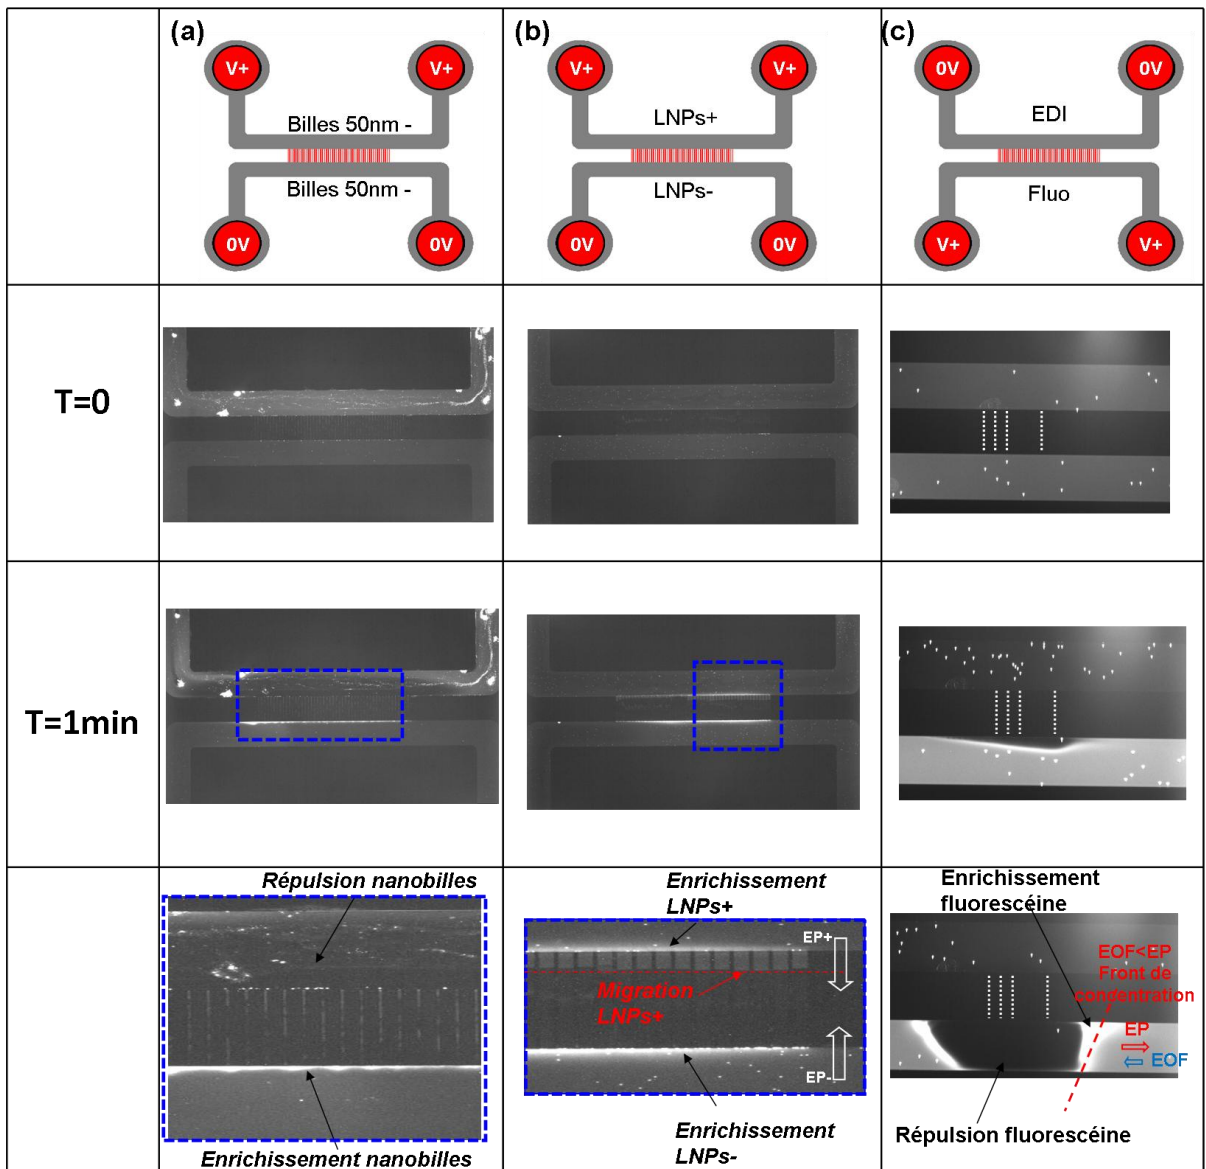 (a)
(b)
(c)
V+
V+
V+
V+
0V
0V
Billes 50nm -
LNPs+
EDI
Billes 50nm -
LNPs-
Fluo
0V
0V
0V
0V
V+
V+
T=0
T=1min
Répulsion nanobilles
Enrichissement nanobilles
Enrichissement
LNPs+
EP+
Migration
LNPs+
EP-
Enrichissement
LNPs-
Enrichissement
fluorescéine
EOF<EP
Front de
condentration
EP
EOF
Répulsion fluorescéine